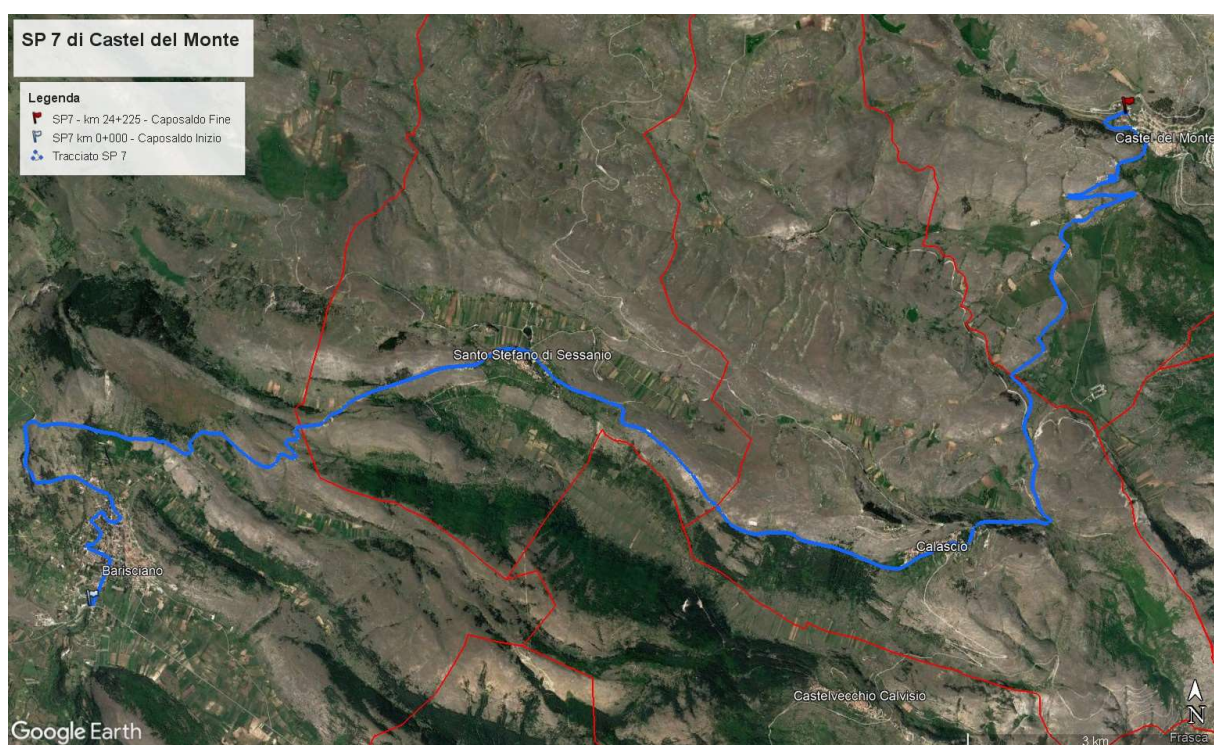 SP 7 di Castel del Monte
Legenda
SP7 - km 24+225 - Caposaldo Fine
SP7 km 0+000 - Caposaldo Inizio
Tracciato SP 7
Castel del Monte
Santo Stefano di Sessanio
Calascio
Barisciano
Castelvecchio Calvisio
N
Google Earth
3 km
Frasca